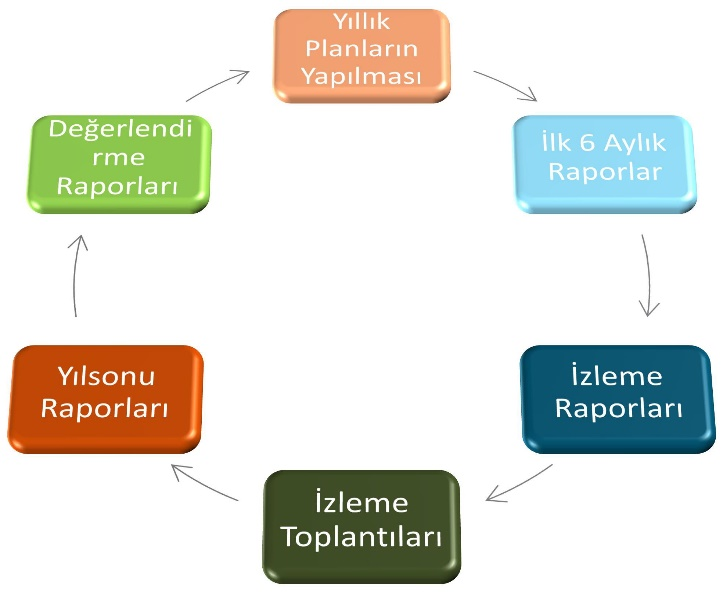 Yıllık
Planların
Yapılması
İlk 6 Aylık
Raporlar
İzleme
Raporları
İzleme
Toplantıları
Yılsonu
Raporları
Değerlendi
rme
Raporları